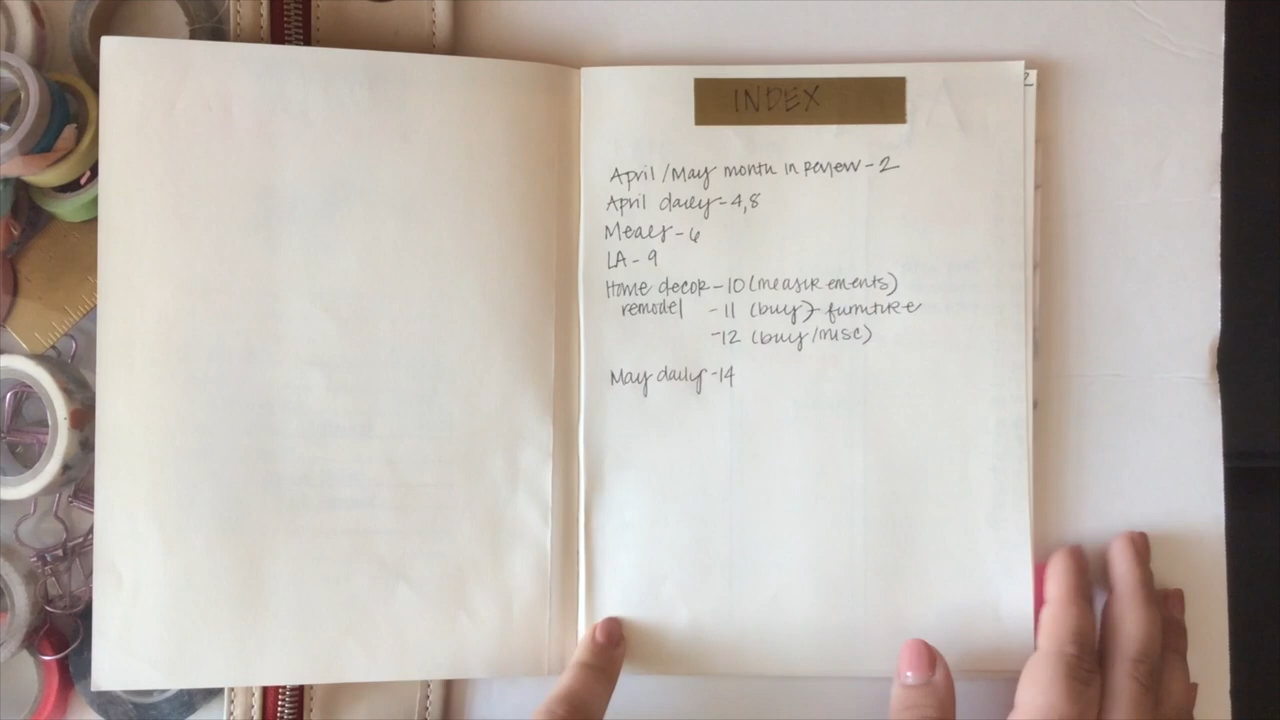 INDEX
2
April/May month in review - 2
April daily - 4,8
Meals - 6
LA - 9
Home decor - 10 (measurements)
remodel - 11 (buy) - furniture
- 12 (buy/misc)
May daily - 14